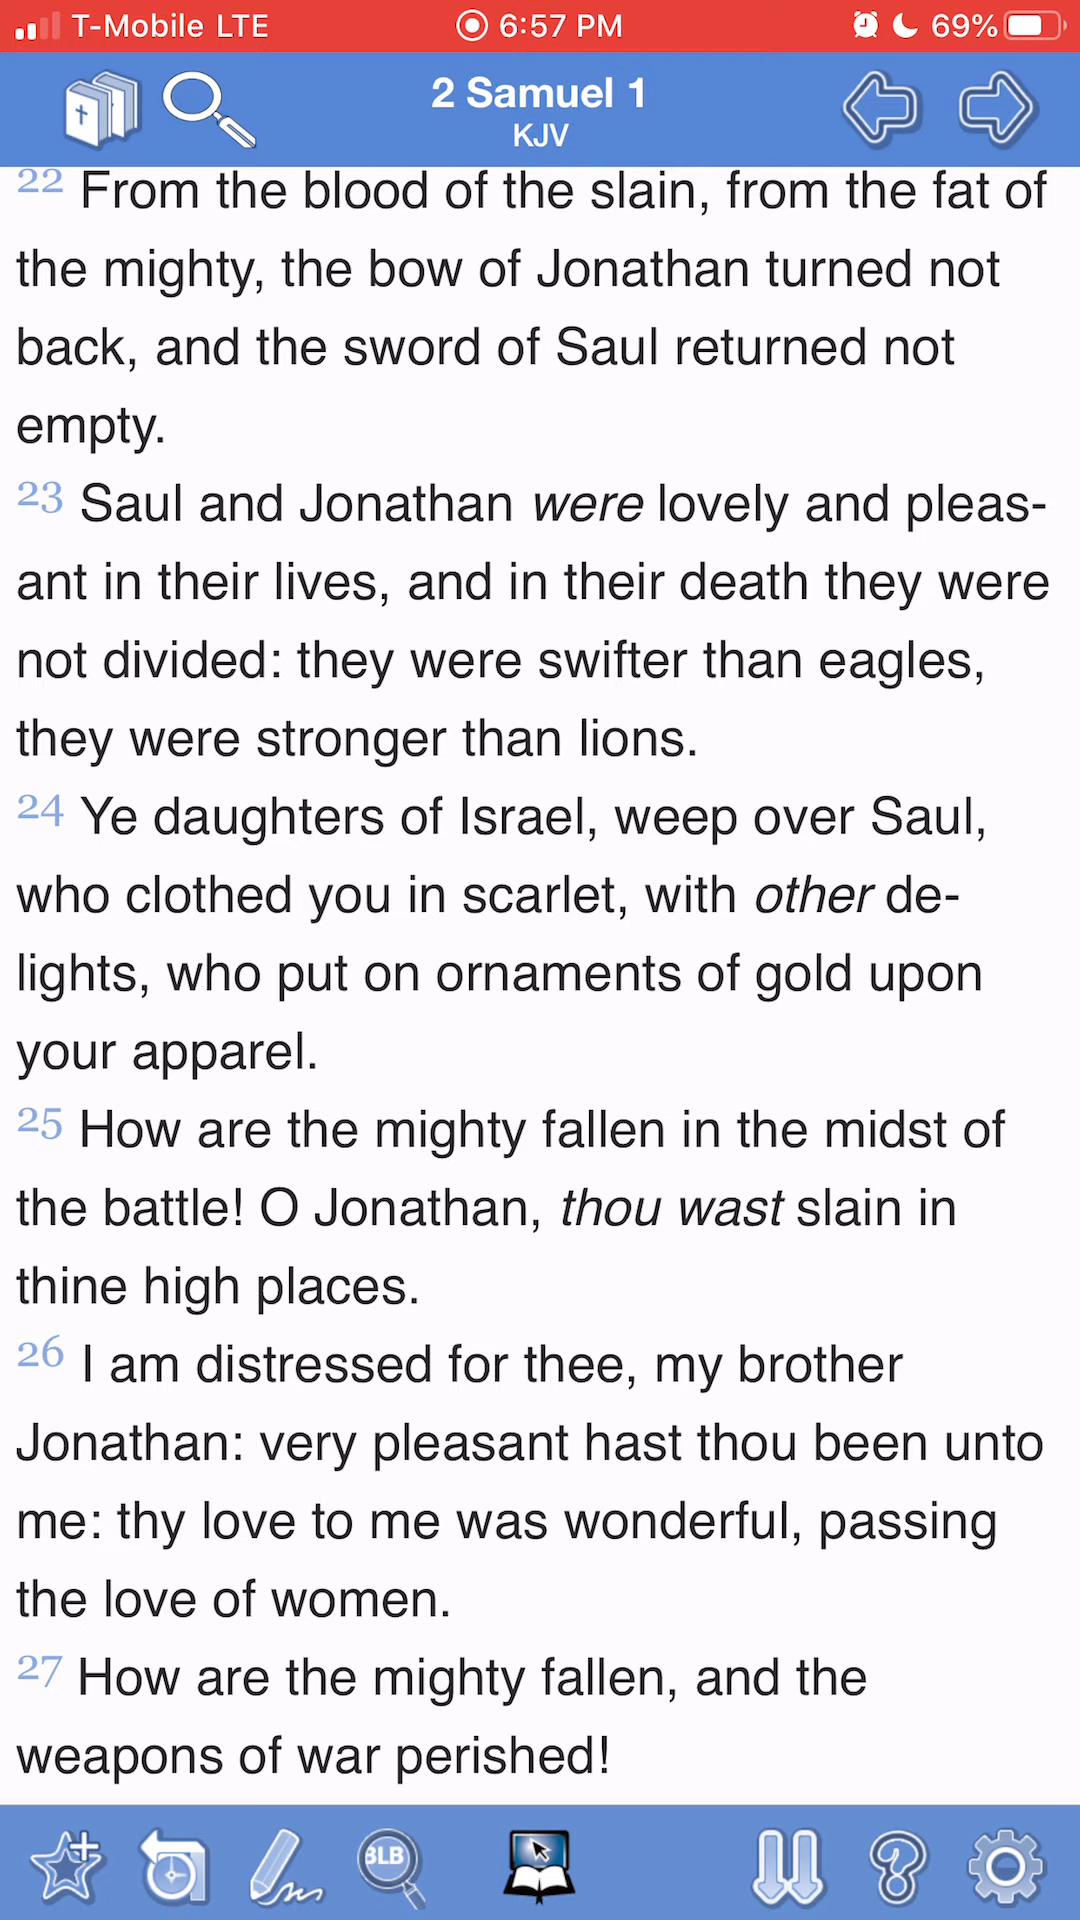 T-Mobile LTE 6:57 PM 69%
2 Samuel 1
KJV
22 From the blood of the slain, from the fat of
the mighty, the bow of Jonathan turned not
back, and the sword of Saul returned not
empty.
23 Saul and Jonathan were lovely and pleas-
ant in their lives, and in their death they were
not divided: they were swifter than eagles,
they were stronger than lions.
24 Ye daughters of Israel, weep over Saul,
who clothed you in scarlet, with other de-
lights, who put on ornaments of gold upon
your apparel.
25 How are the mighty fallen in the midst of
the battle! O Jonathan, thou wast slain in
thine high places.
26 I am distressed for thee, my brother
Jonathan: very pleasant hast thou been unto
me: thy love to me was wonderful, passing
the love of women.
27 How are the mighty fallen, and the
weapons of war perished!
BLB